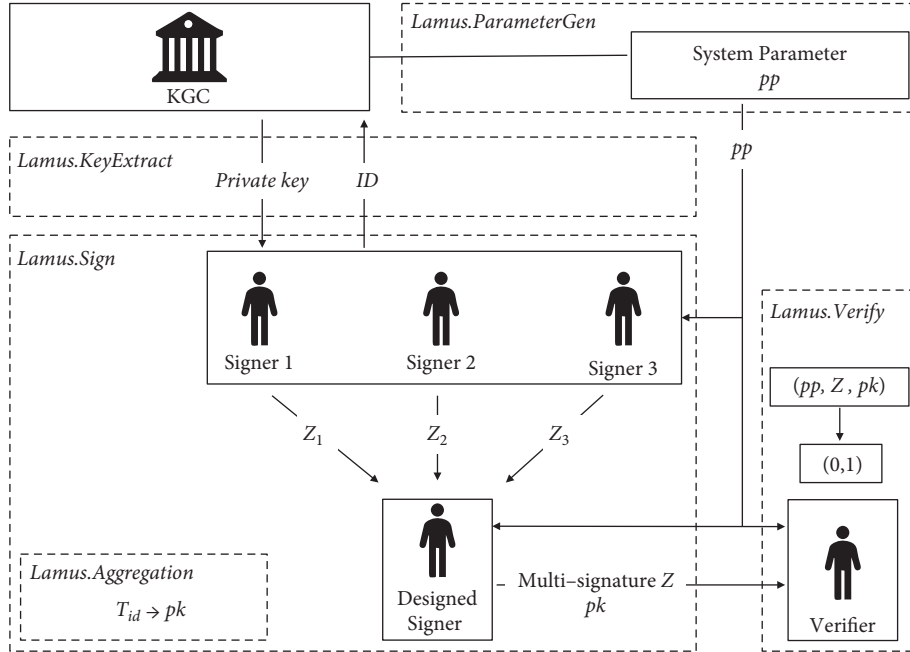 Lamus.ParameterGen
KGC
System Parameter
pp
Lamus.KeyExtract
Private key
ID
pp
Lamus.Sign
Signer 1
Signer 2
Signer 3
Lamus.Verify
(pp, Z , pk)
(0,1)
Z1
Z2
Z3
Lamus.Aggregation
Tid → pk
Designed
Signer
Multi–signature Z
pk
Verifier